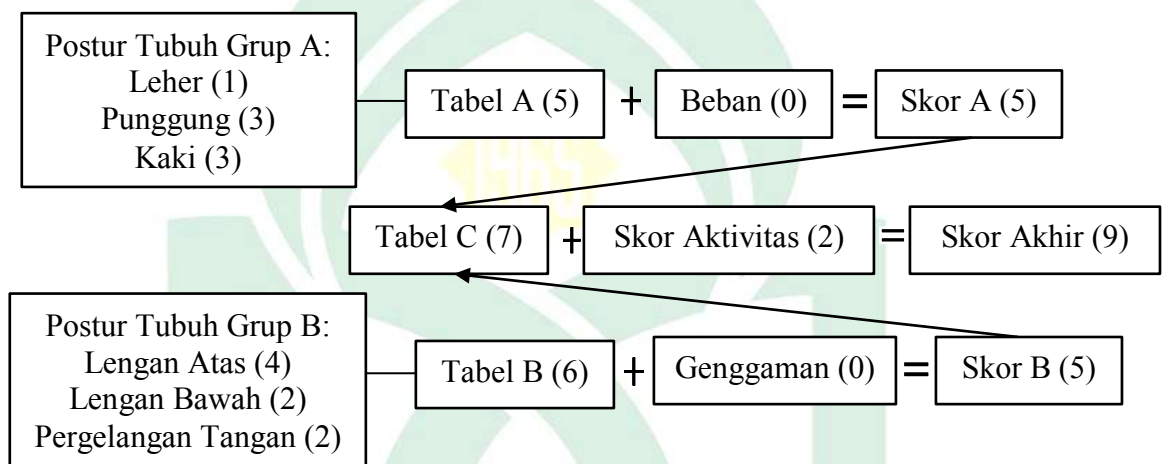 Postur Tubuh Grup A:
Leher (1)
Punggung (3)
Kaki (3)
Tabel A (5) + Beban (0) = Skor A (5)
1965
Tabel C (7) + Skor Aktivitas (2) = Skor Akhir (9)
Postur Tubuh Grup B:
Lengan Atas (4)
Lengan Bawah (2)
Pergelangan Tangan (2)
Tabel B (6) + Genggaman (0) = Skor B (5)